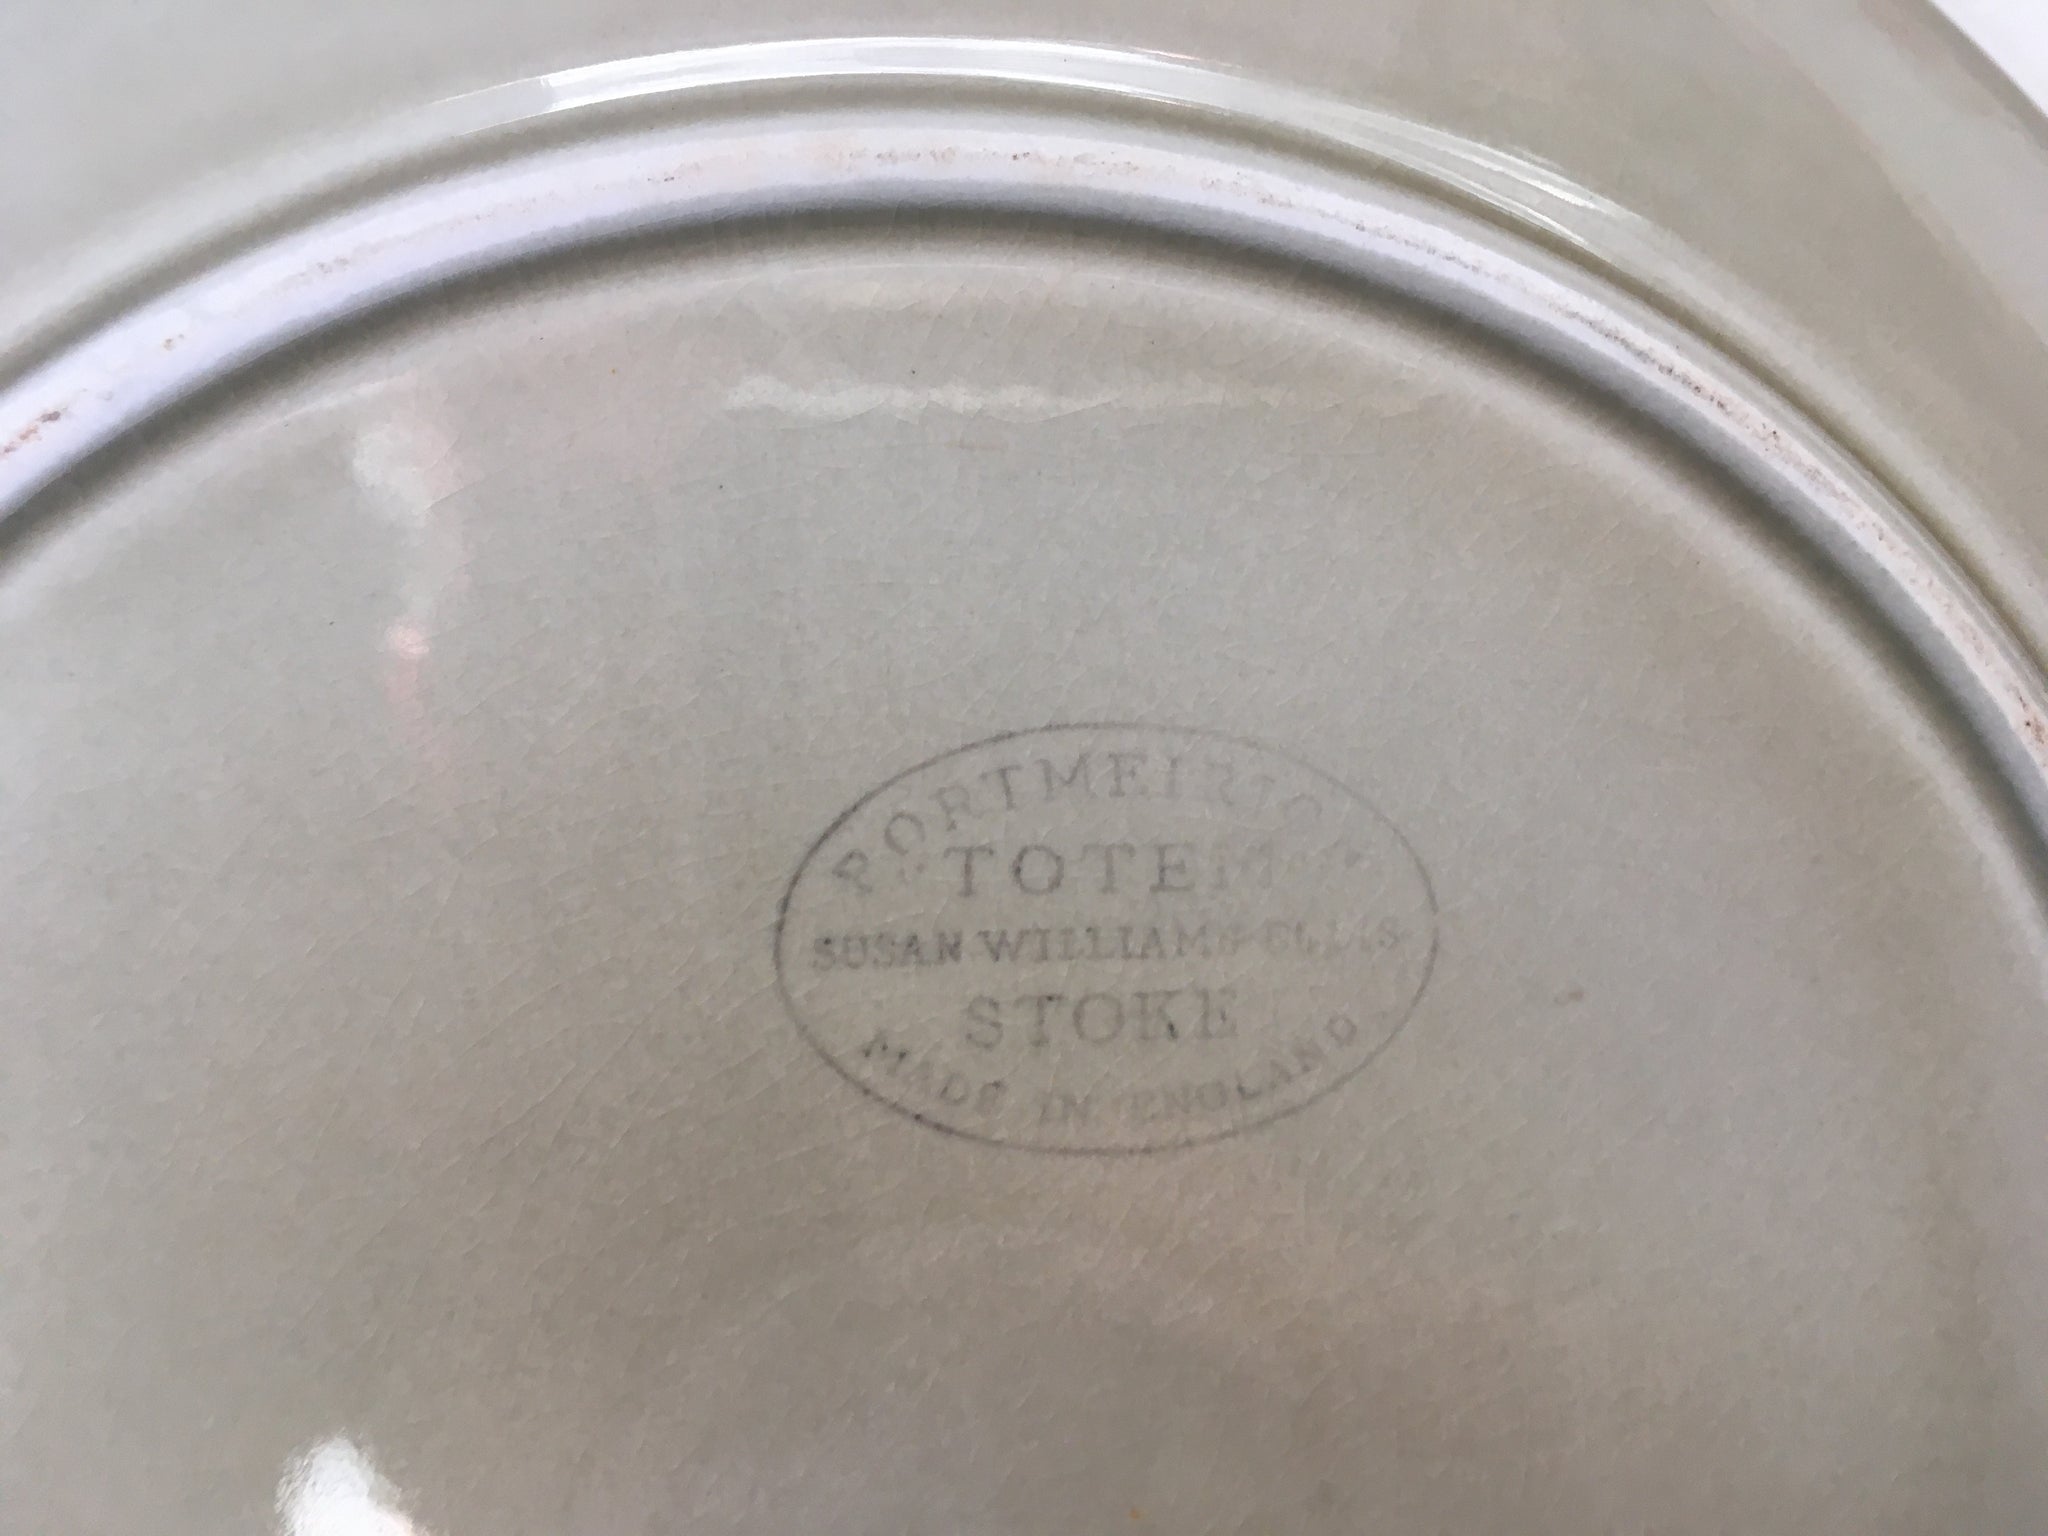 PORTMEIRION
TOTEM
SUSAN WILLIAMS-ELLIS
STOKE
MADE IN ENGLAND